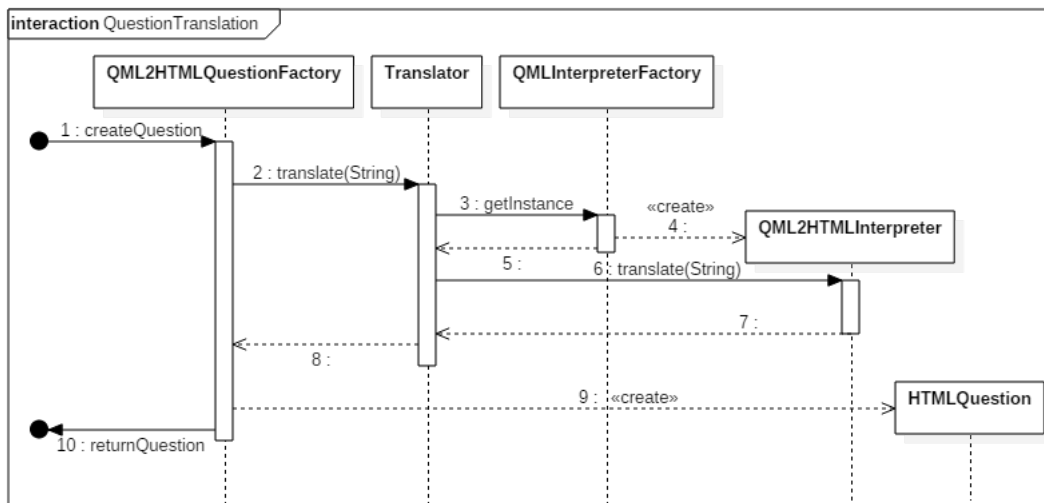 interaction QuestionTranslation
QML2HTMLQuestionFactory
Translator
QMLInterpreterFactory
1 : createQuestion
2 : translate(String)
3 : getInstance
«create»
4 :
QML2HTMLInterpreter
5 :
6 : translate(String)
7 :
8 :
9 : «create»
HTMLQuestion
10 : returnQuestion